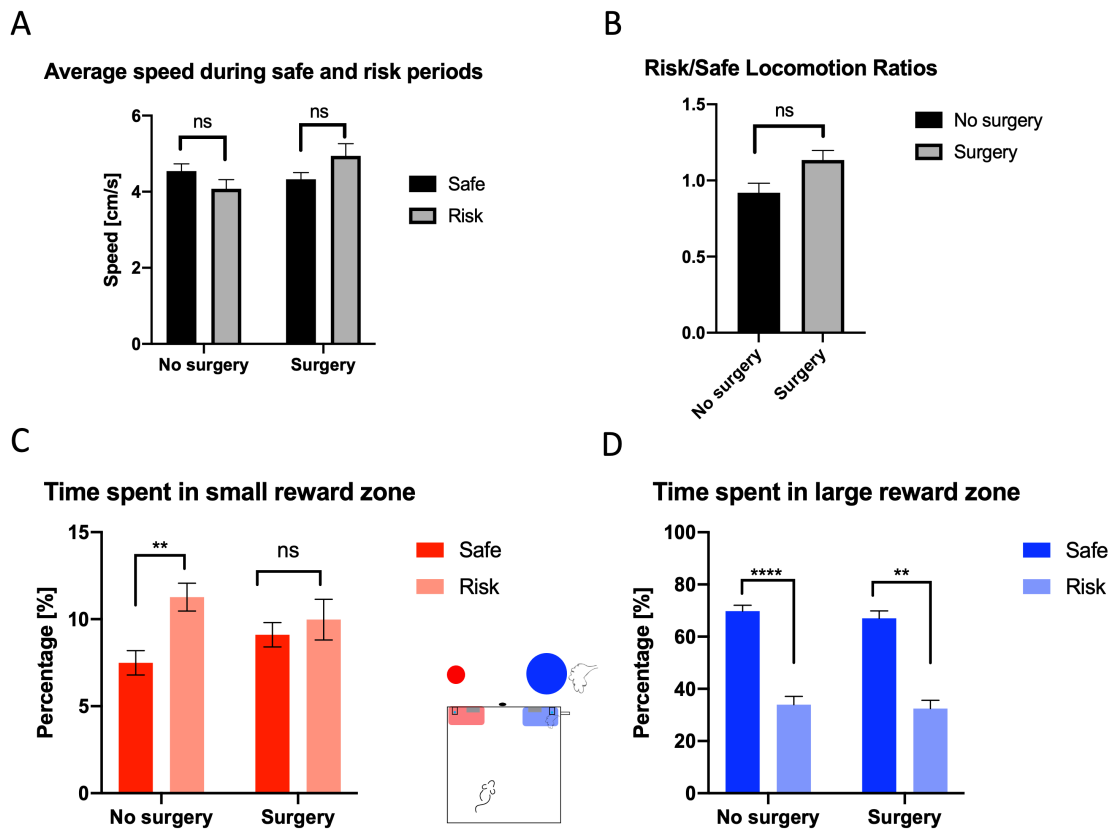 A
Average speed during safe and risk periods
Speed [cm/s]
6
4
2
0
ns
ns
No surgery
Surgery
Safe
Risk
B
Risk/Safe Locomotion Ratios
1.5
1.0
0.5
0.0
ns
No surgery
Surgery
No surgery
Surgery
C
Time spent in small reward zone
Percentage [%]
15
10
5
0
**
ns
No surgery
Surgery
Safe
Risk
D
Time spent in large reward zone
Percentage [%]
100
80
60
40
20
0
****
**
No surgery
Surgery
Safe
Risk